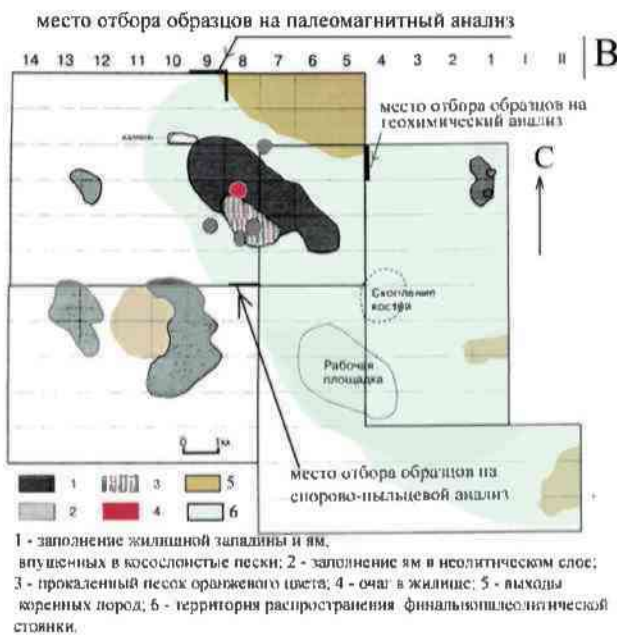 место отбора образцов на палеомагнитный анализ
14 13 12 11 10 9 8 7 6 5 4 3 2 1 I II В
место отбора образцов на
геохимический анализ
С
Скопление
костей
Рабочая
площадка
0 1м
место отбора образцов на
спорово-пыльцевой анализ
1 3 5
2 4 6
1 - заполнение жилищной западины и ям,
впущенных в косослоистые пески; 2 - заполнение ям в неолитическом слое;
3 - прокаленный песок оранжевого цвета; 4 - очаг в жилище; 5 - выходы
коренных пород; 6 - территория распространения финальнопалеолитической
стоянки.